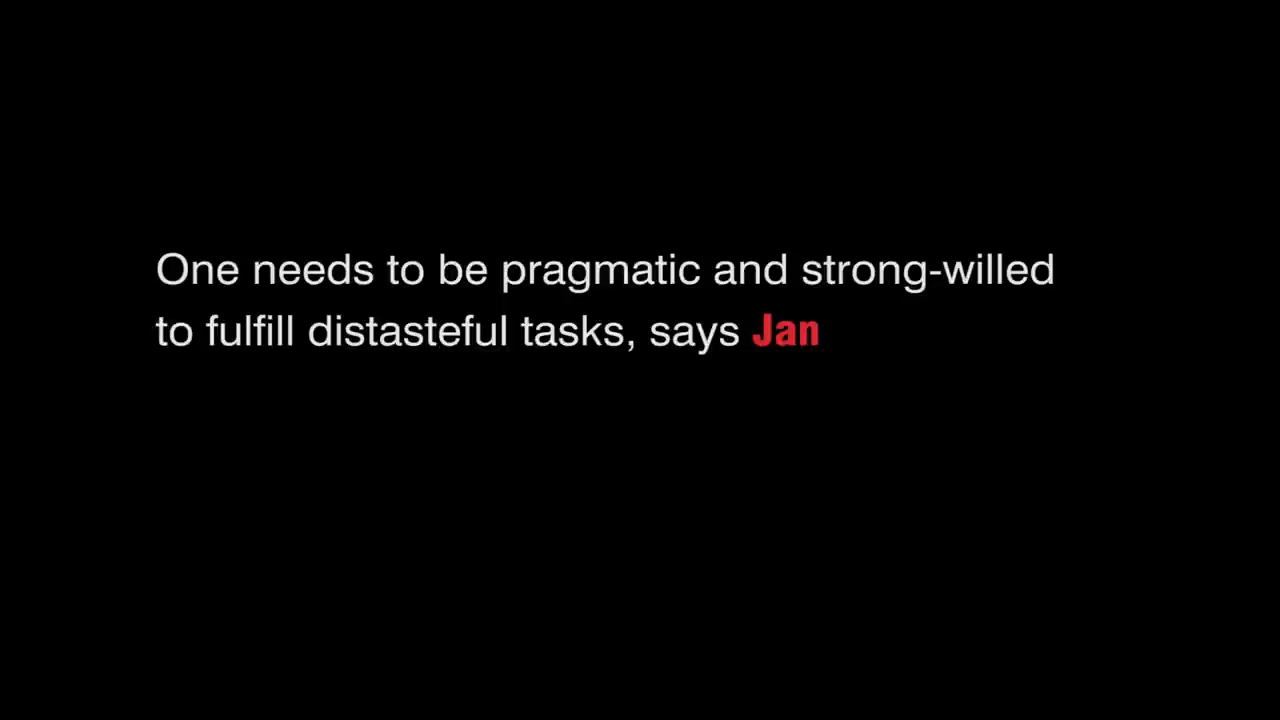 One needs to be pragmatic and strong-willed
to fulfill distasteful tasks, says Jan